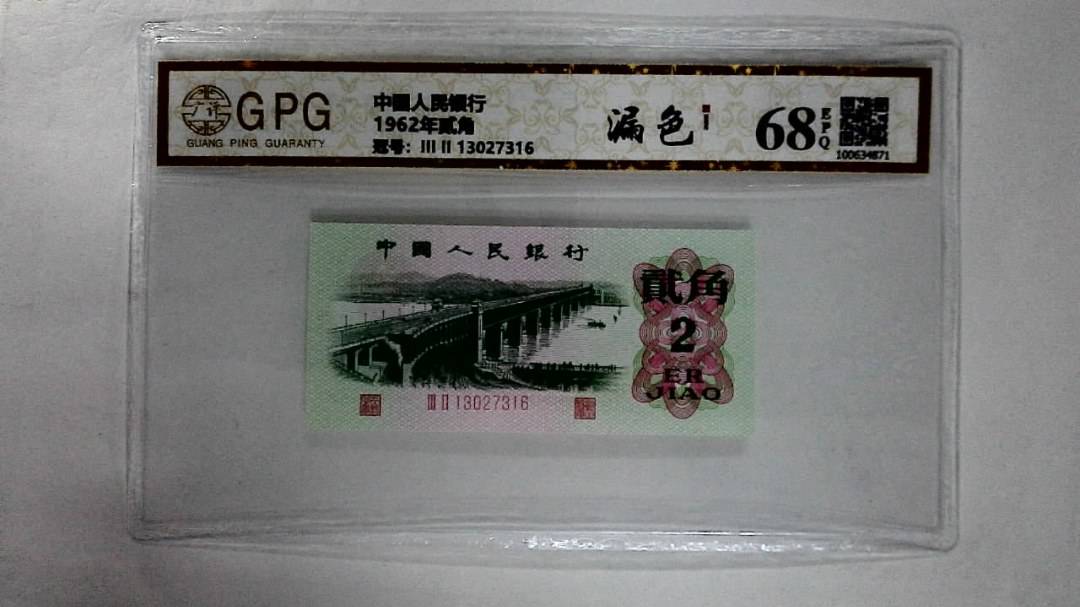 GPG
GUANG PING GUARANTY
中國人民银行
1962年贰角
冠号: III II 13027316
漏色
68
EPQ
100634871
中國人民銀行
貳角
2
ER
JIAO
III II 13027316